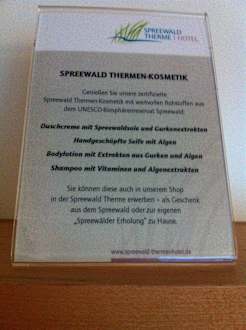 SPREEWALD
THERME | HOTEL
SPREEWALD THERMEN-KOSMETIK
Genießen Sie unsere zertifizierte
Spreewald Thermen-Kosmetik mit wertvollen Rohstoffen aus
dem UNESCO-Biosphärenreservat Spreewald:
Duschcreme mit Spreewaldsole und Gurkenextrakten
Handgeschöpfte Seife mit Algen
Bodylotion mit Extrakten aus Gurken und Algen
Shampoo mit Vitaminen und Algenextrakten
Sie können diese auch in unserem Shop
in der Spreewald Therme erwerben – als Geschenk
aus dem Spreewald oder zur eigenen
„Spreewälder Erholung" zu Hause.
www.spreewald-thermenhotel.de